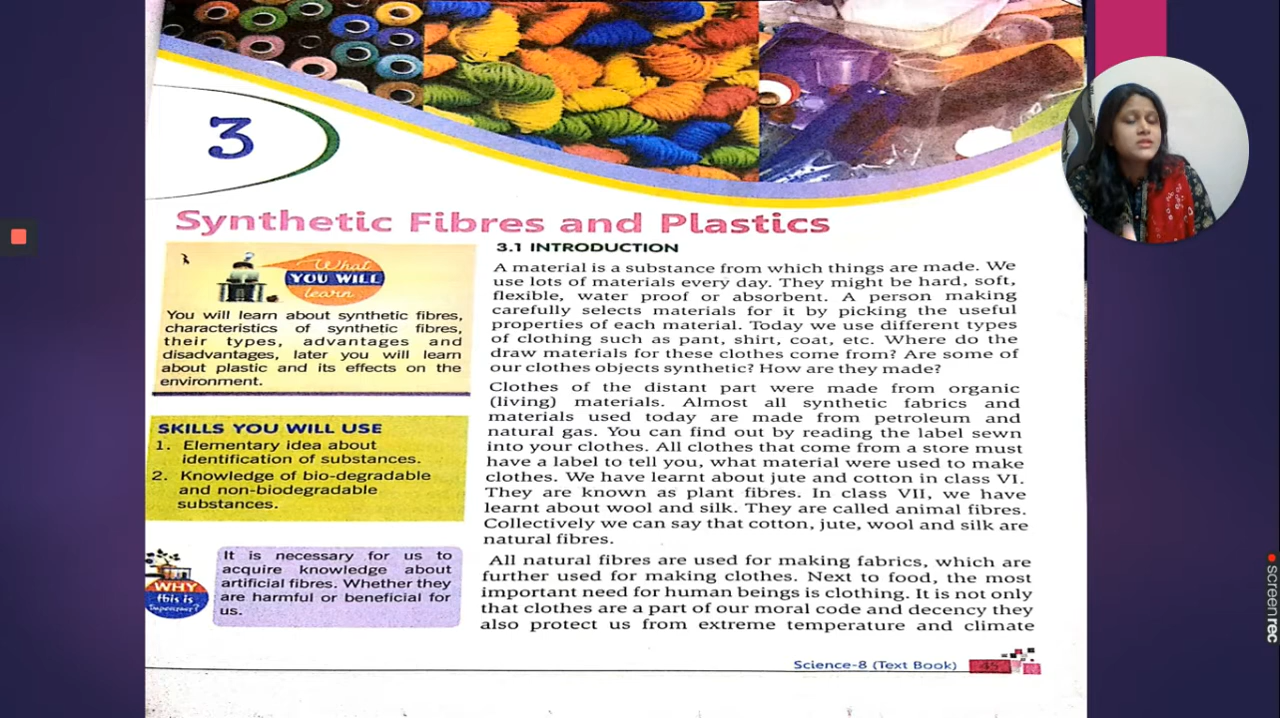 3
Synthetic Fibres and Plastics
What
YOU WILL
learn
You will learn about synthetic fibres,
characteristics of synthetic fibres,
their types, advantages and
disadvantages, later you will learn
about plastic and its effects on the
environment.
SKILLS YOU WILL USE
1. Elementary idea about
identification of substances.
2. Knowledge of bio-degradable
and non-biodegradable
substances.
WHY
this is
Important?
It is necessary for us to
acquire knowledge about
artificial fibres. Whether they
are harmful or beneficial for
us.
3.1 INTRODUCTION
A material is a substance from which things are made. We
use lots of materials every day. They might be hard, soft,
flexible, water proof or absorbent. A person making
carefully selects materials for it by picking the useful
properties of each material. Today we use different types
of clothing such as pant, shirt, coat, etc. Where do the
draw materials for these clothes come from? Are some of
our clothes objects synthetic? How are they made?
Clothes of the distant part were made from organic
(living) materials. Almost all synthetic fabrics and
materials used today are made from petroleum and
natural gas. You can find out by reading the label sewn
into your clothes. All clothes that come from a store must
have a label to tell you, what material were used to make
clothes. We have learnt about jute and cotton in class VI.
They are known as plant fibres. In class VII, we have
learnt about wool and silk. They are called animal fibres.
Collectively we can say that cotton, jute, wool and silk are
natural fibres.
All natural fibres are used for making fabrics, which are
further used for making clothes. Next to food, the most
important need for human beings is clothing. It is not only
that clothes are a part of our moral code and decency they
also protect us from extreme temperature and climate
Science-8 (Text Book) 45
screenrec